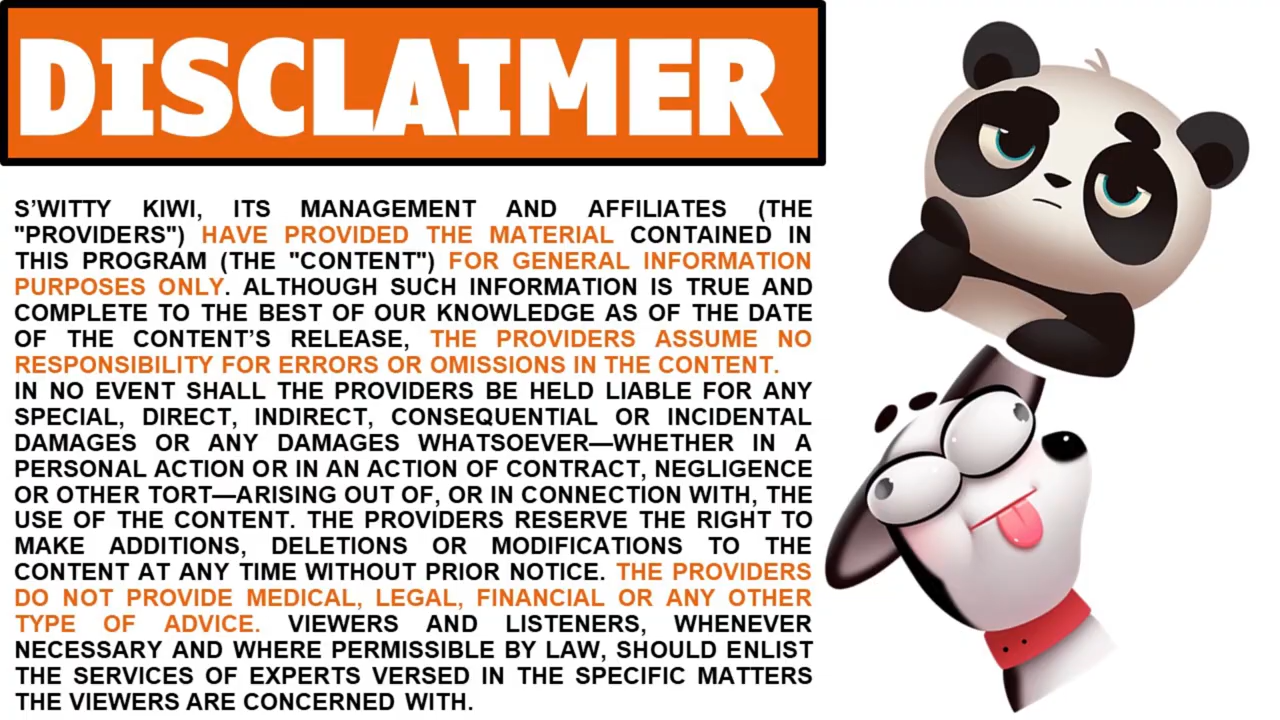 DISCLAIMER
S’WITTY KIWI, ITS MANAGEMENT AND AFFILIATES (THE
"PROVIDERS") HAVE PROVIDED THE MATERIAL CONTAINED IN
THIS PROGRAM (THE "CONTENT") FOR GENERAL INFORMATION
PURPOSES ONLY. ALTHOUGH SUCH INFORMATION IS TRUE AND
COMPLETE TO THE BEST OF OUR KNOWLEDGE AS OF THE DATE
OF THE CONTENT’S RELEASE, THE PROVIDERS ASSUME NO
RESPONSIBILITY FOR ERRORS OR OMISSIONS IN THE CONTENT.
IN NO EVENT SHALL THE PROVIDERS BE HELD LIABLE FOR ANY
SPECIAL, DIRECT, INDIRECT, CONSEQUENTIAL OR INCIDENTAL
DAMAGES OR ANY DAMAGES WHATSOEVER—WHETHER IN A
PERSONAL ACTION OR IN AN ACTION OF CONTRACT, NEGLIGENCE
OR OTHER TORT—ARISING OUT OF, OR IN CONNECTION WITH, THE
USE OF THE CONTENT. THE PROVIDERS RESERVE THE RIGHT TO
MAKE ADDITIONS, DELETIONS OR MODIFICATIONS TO THE
CONTENT AT ANY TIME WITHOUT PRIOR NOTICE. THE PROVIDERS
DO NOT PROVIDE MEDICAL, LEGAL, FINANCIAL OR ANY OTHER
TYPE OF ADVICE. VIEWERS AND LISTENERS, WHENEVER
NECESSARY AND WHERE PERMISSIBLE BY LAW, SHOULD ENLIST
THE SERVICES OF EXPERTS VERSED IN THE SPECIFIC MATTERS
THE VIEWERS ARE CONCERNED WITH.